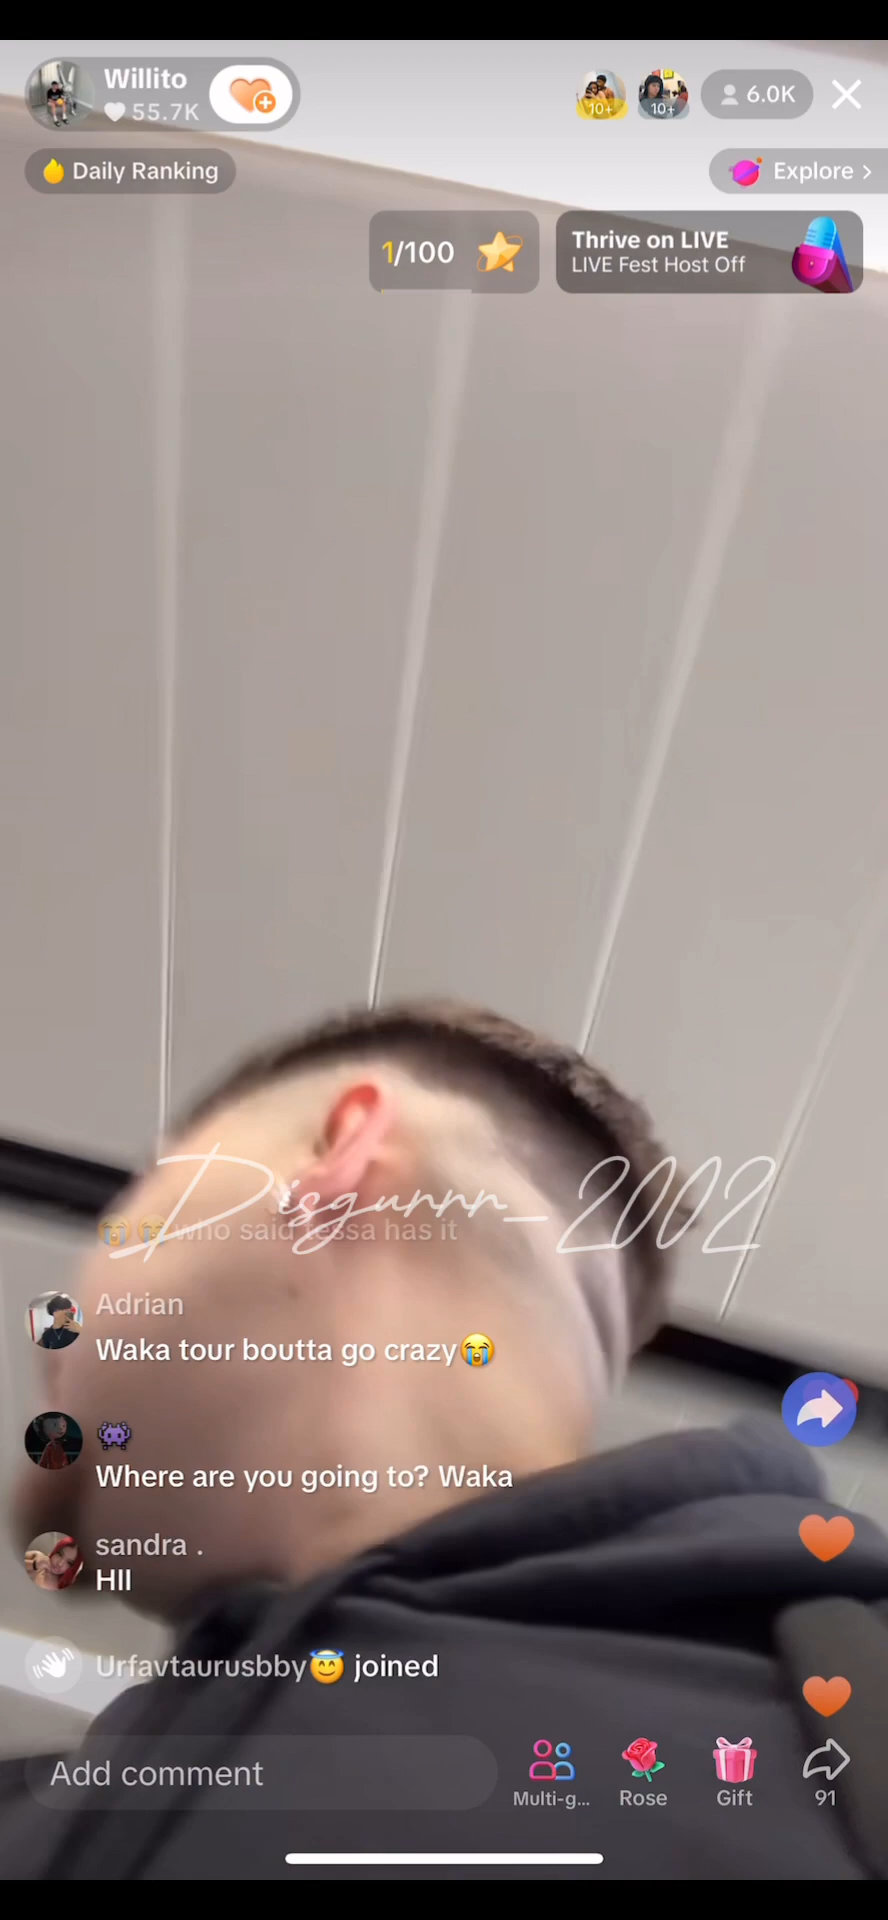 Willito
55.7K
10+
10+
6.0K
Daily Ranking
Explore >
1/100
Thrive on LIVE
LIVE Fest Host Off
Disgurrr_2002
😭😭who said tessa has it
Adrian
Waka tour boutta go crazy😭
👾
Where are you going to? Waka
sandra .
HII
Urfavtaurusbby😇 joined
Add comment
Multi-g...
Rose
Gift
91